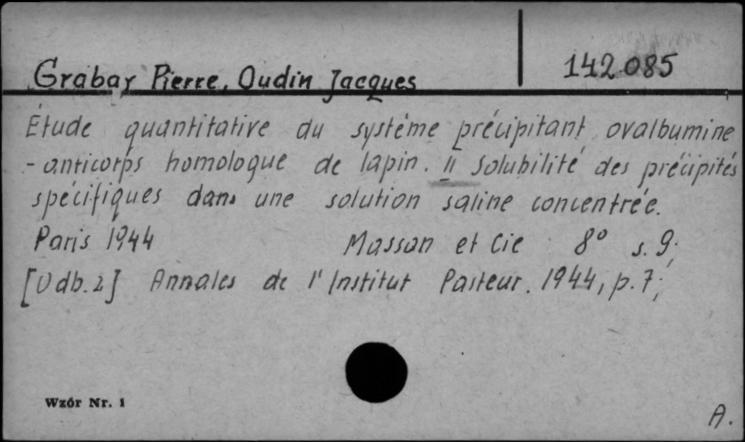 Grabar Pierre, Oudin Jacques
142.085
Étude quantitative du système précipitant ovalbumine
-anticorps homologue de lapin. II Solubilité des précipités
spécifiques dans une solution saline concentrée.
Paris 1944 Masson et Cie 8° s. 9;
[Odb. 2] Annales de l'Institut Pasteur. 1944, p. 7;
Wzór Nr. 1
A.